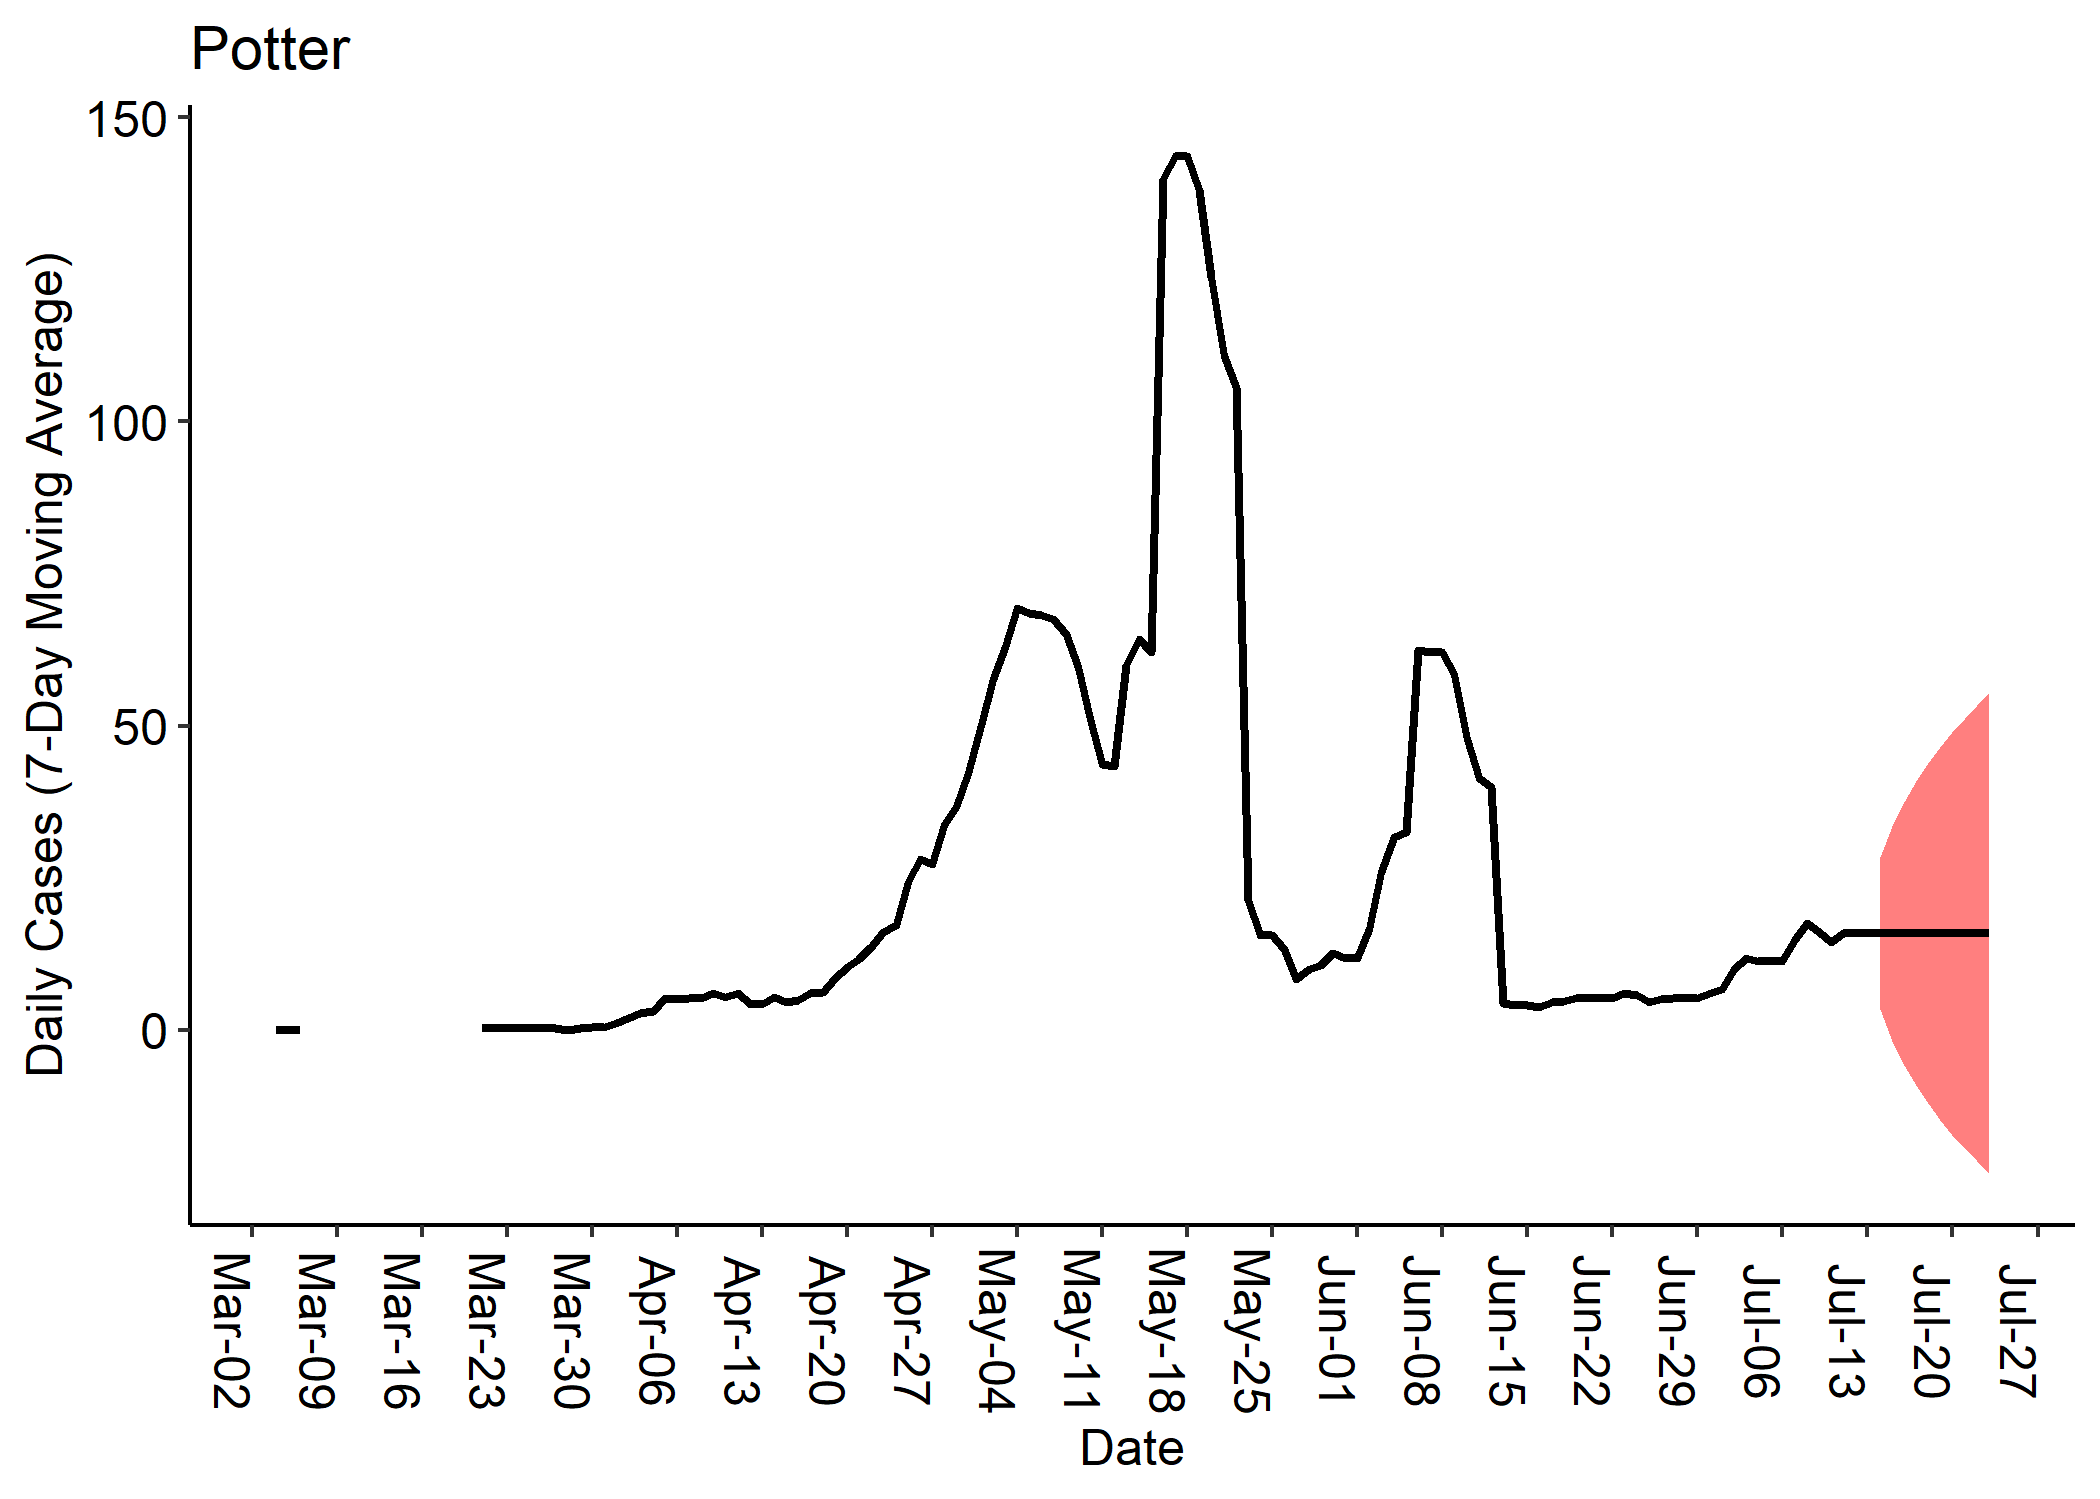 Potter
150
100
50
0
Daily Cases (7-Day Moving Average)
Mar-02
Mar-09
Mar-16
Mar-23
Mar-30
Apr-06
Apr-13
Apr-20
Apr-27
May-04
May-11
May-18
May-25
Jun-01
Jun-08
Jun-15
Jun-22
Jun-29
Jul-06
Jul-13
Jul-20
Jul-27
Date